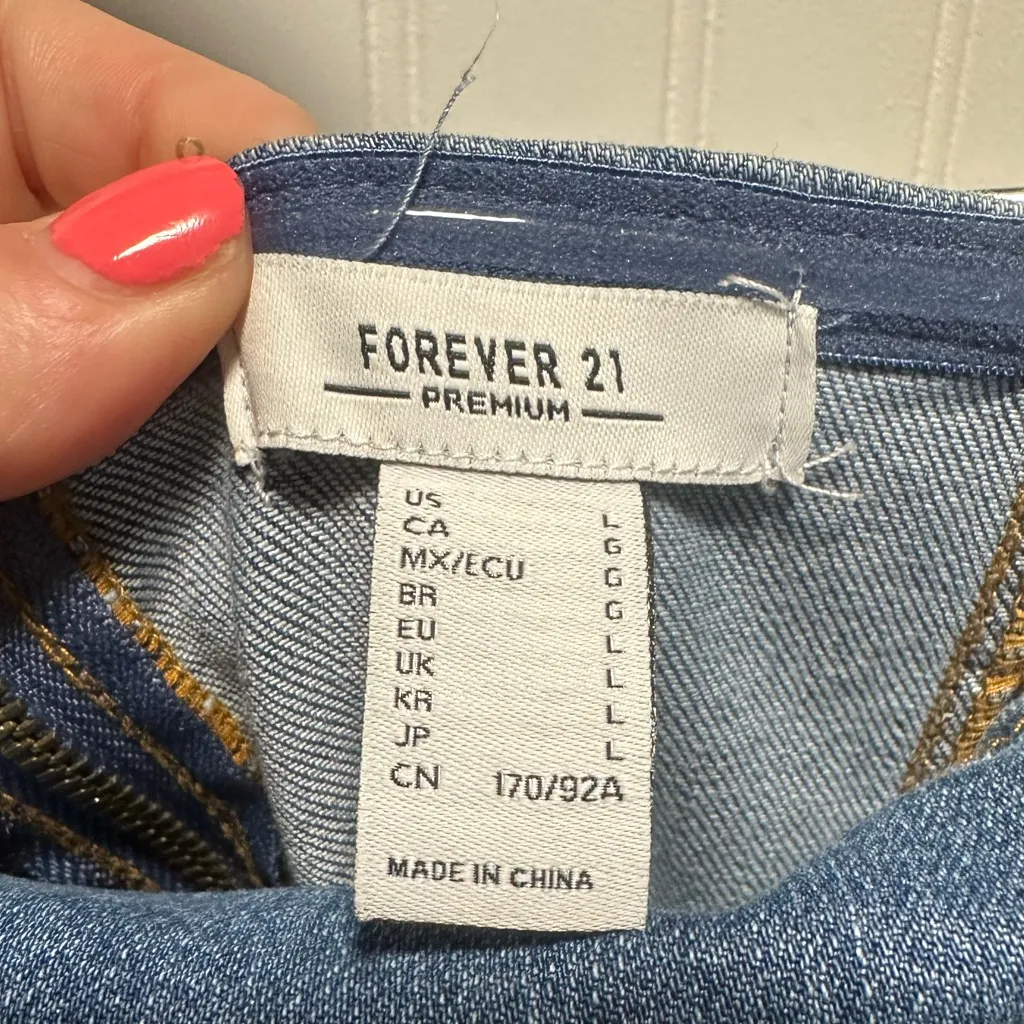 FOREVER 21
PREMIUM
US L
CA G
MX/ECU G
BR G
EU L
UK L
KR L
JP L
CN 170/92A
MADE IN CHINA